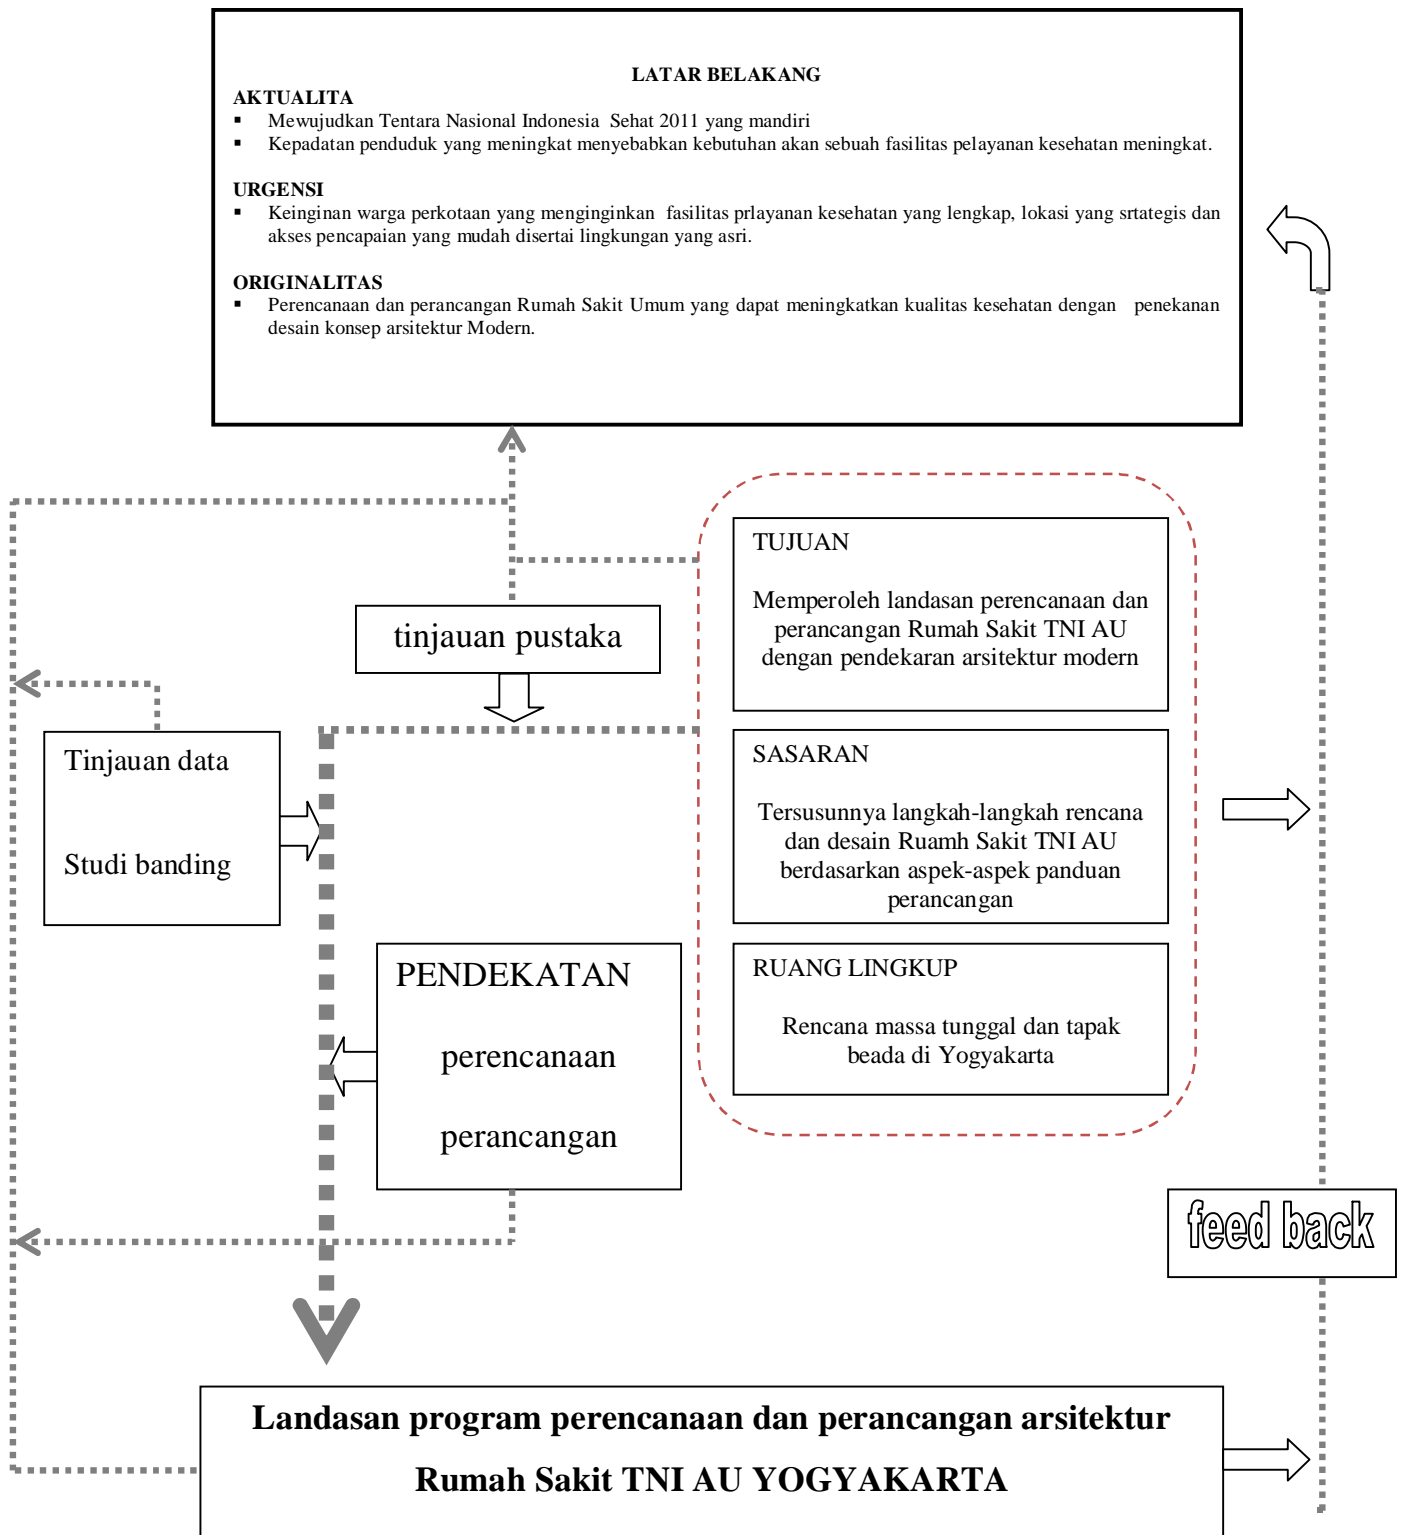 LATAR BELAKANG
AKTUALITA
▪ Mewujudkan Tentara Nasional Indonesia Sehat 2011 yang mandiri
▪ Kepadatan penduduk yang meningkat menyebabkan kebutuhan akan sebuah fasilitas pelayanan kesehatan meningkat.
URGENSI
▪ Keinginan warga perkotaan yang menginginkan fasilitas prlayanan kesehatan yang lengkap, lokasi yang srtategis dan
akses pencapaian yang mudah disertai lingkungan yang asri.
ORIGINALITAS
▪ Perencanaan dan perancangan Rumah Sakit Umum yang dapat meningkatkan kualitas kesehatan dengan penekanan
desain konsep arsitektur Modern.
TUJUAN
Memperoleh landasan perencanaan dan
perancangan Rumah Sakit TNI AU
dengan pendekaran arsitektur modern
tinjauan pustaka
Tinjauan data
Studi banding
SASARAN
Tersusunnya langkah-langkah rencana
dan desain Ruamh Sakit TNI AU
berdasarkan aspek-aspek panduan
perancangan
PENDEKATAN
perencanaan
perancangan
RUANG LINGKUP
Rencana massa tunggal dan tapak
beada di Yogyakarta
feed back
Landasan program perencanaan dan perancangan arsitektur
Rumah Sakit TNI AU YOGYAKARTA